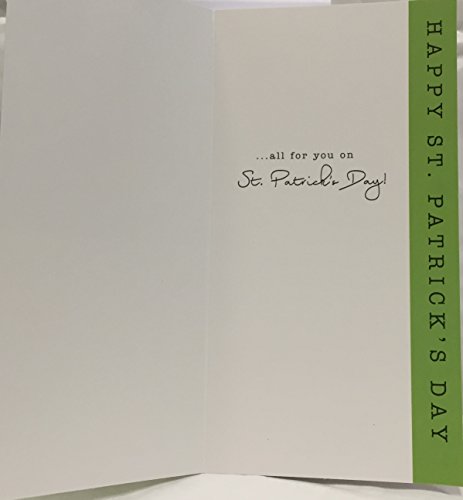 ...all for you on
St. Patrick's Day!
HAPPY ST. PATRICK'S DAY